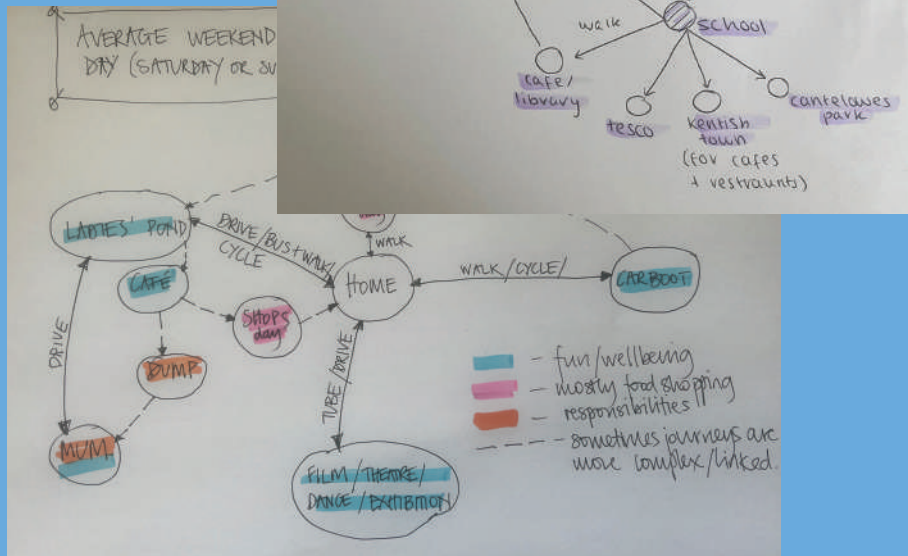 AVERAGE WEEKEND
DAY (SATURDAY OR SU
walk
school
cafe/
library
tesco
kentish
town
(for cafes
+ restraunts)
cantelowes
park
LADIES' POND
DRIVE/BUS+WALK/
CYCLE
WALK
HOME
WALK/CYCLE/
CARBOOT
CAFÉ
SHOPS
day
DRIVE
DUMP
TUBE/DRIVE
MUM
FILM/THEATRE/
DANCE/EXHIBITION
- fun/wellbeing
- mostly food shopping
- responsibilities
- sometimes journeys are
more complex/linked.